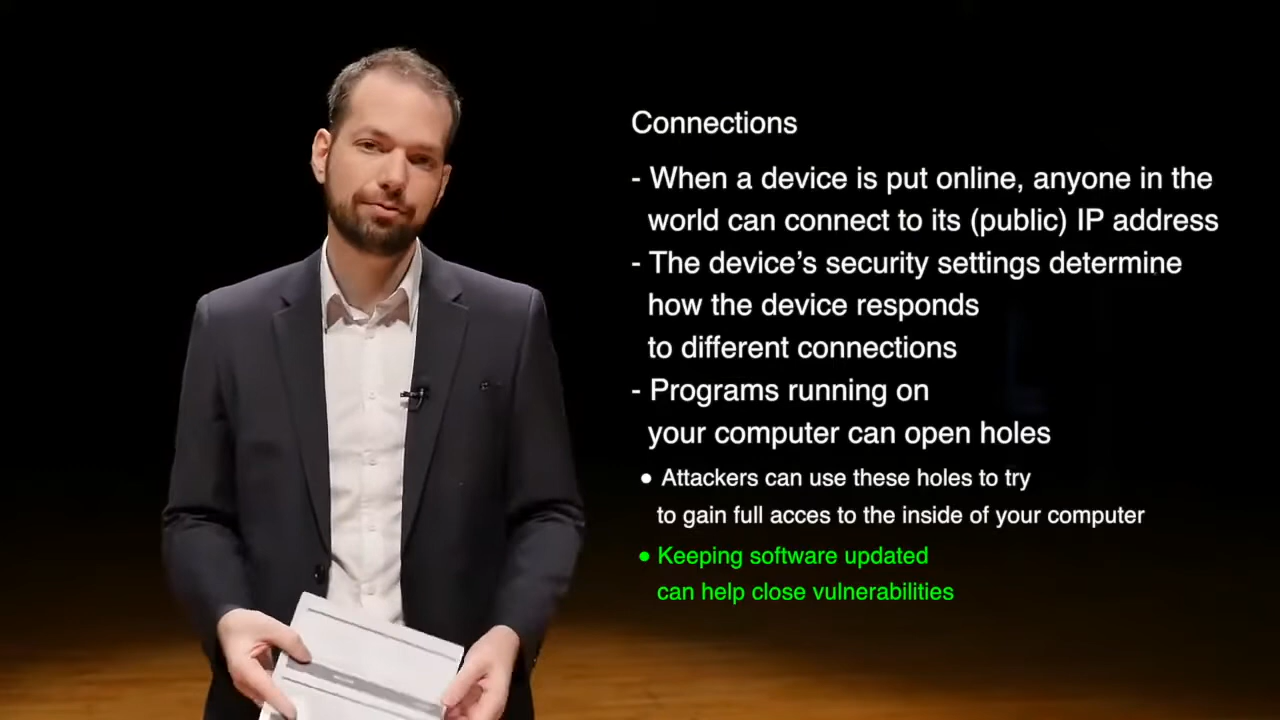 Connections
- When a device is put online, anyone in the
world can connect to its (public) IP address
- The device's security settings determine
how the device responds
to different connections
- Programs running on
your computer can open holes
• Attackers can use these holes to try
to gain full acces to the inside of your computer
• Keeping software updated
can help close vulnerabilities